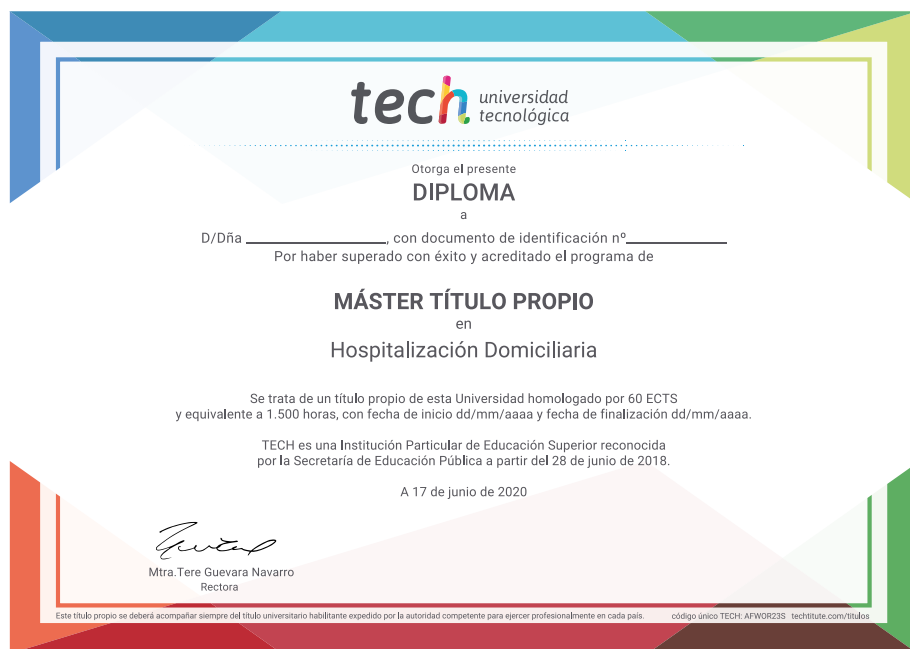 tech universidad
tecnológica
Otorga el presente
DIPLOMA
a
D/Dña ____________________, con documento de identificación nº______________
Por haber superado con éxito y acreditado el programa de
MÁSTER TÍTULO PROPIO
en
Hospitalización Domiciliaria
Se trata de un título propio de esta Universidad homologado por 60 ECTS
y equivalente a 1.500 horas, con fecha de inicio dd/mm/aaaa y fecha de finalización dd/mm/aaaa.
TECH es una Institución Particular de Educación Superior reconocida
por la Secretaría de Educación Pública a partir del 28 de junio de 2018.
A 17 de junio de 2020
Mtra.Tere Guevara Navarro
Rectora
Este título propio se deberá acompañar siempre del título universitario habilitante expedido por la autoridad competente para ejercer profesionalmente en cada país. código único TECH: AFWOR23S techtitute.com/titulos